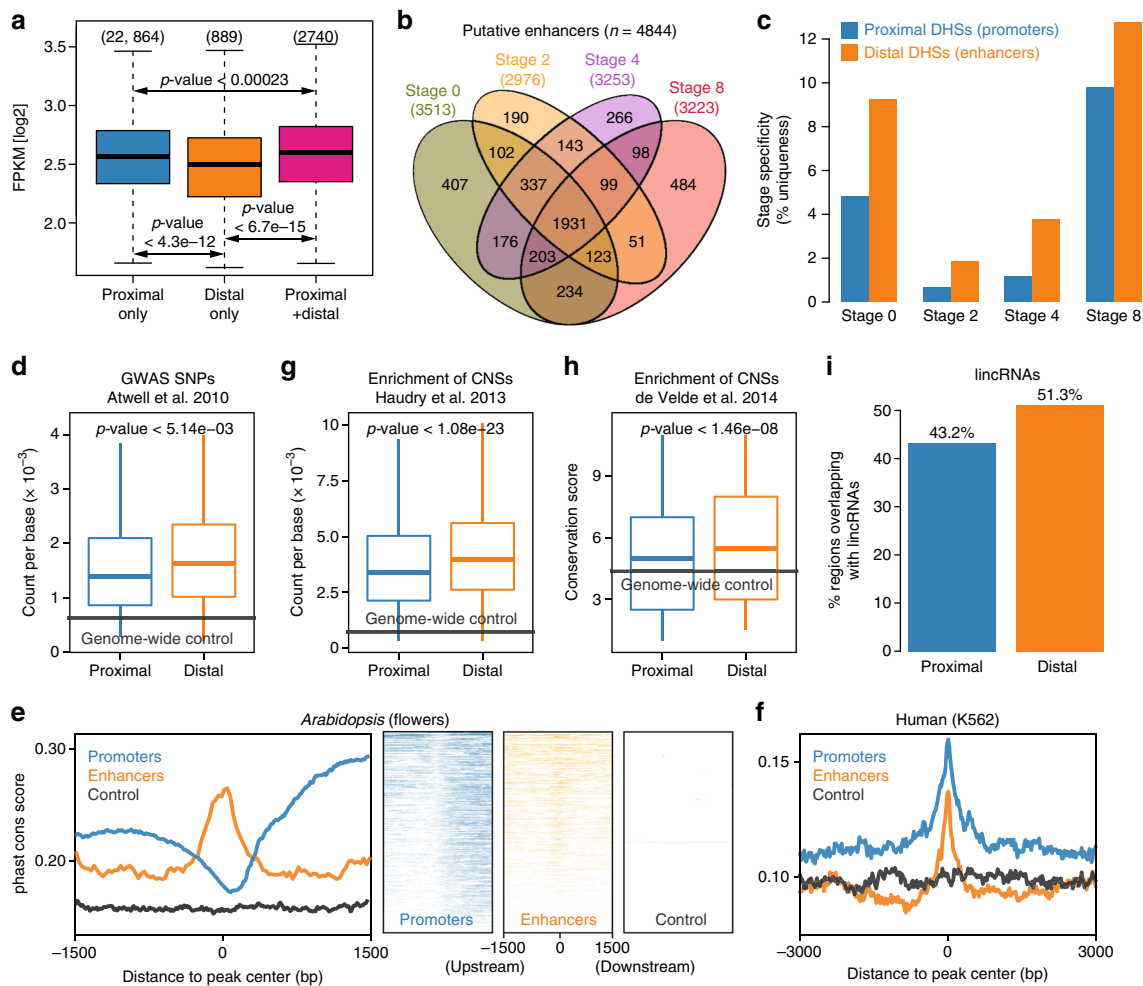 a
(22, 864) (889) (2740)
p-value < 0.00023
p-value
< 4.3e–12
p-value
< 6.7e–15
FPKM [log2]
3.5
3.0
2.5
2.0
Proximal
only
Distal
only
Proximal
+distal
b
Putative enhancers (n = 4844)
Stage 0
(3513)
Stage 2
(2976)
Stage 4
(3253)
Stage 8
(3223)
190 266
102 143 98
407 337 99 484
1931
176 203 123 51
234
c
Proximal DHSs (promoters)
Distal DHSs (enhancers)
Stage specificity
(% uniqueness)
12
10
8
6
4
2
0
Stage 0 Stage 2 Stage 4 Stage 8
d
GWAS SNPs
Atwell et al. 2010
p-value < 5.14e–03
Count per base (× 10–3)
4
3
2
1
0
Genome-wide control
Proximal Distal
g
Enrichment of CNSs
Haudry et al. 2013
p-value < 1.08e–23
Count per base (× 10–3)
10
7.5
5.0
2.5
0
Genome-wide control
Proximal Distal
h
Enrichment of CNSs
de Velde et al. 2014
p-value < 1.46e–08
Conservation score
9
6
3
Genome-wide control
Proximal Distal
i
lincRNAs
43.2%
51.3%
% regions overlapping
with lincRNAs
50
40
30
20
10
0
Proximal Distal
e
Arabidopsis (flowers)
Promoters
Enhancers
Control
phast cons score
0.30
0.20
–1500 0 1500
Distance to peak center (bp)
Promoters
Enhancers
Control
–1500 0 1500
(Upstream) (Downstream)
f
Human (K562)
Promoters
Enhancers
Control
0.15
0.10
–3000 0 3000
Distance to peak center (bp)